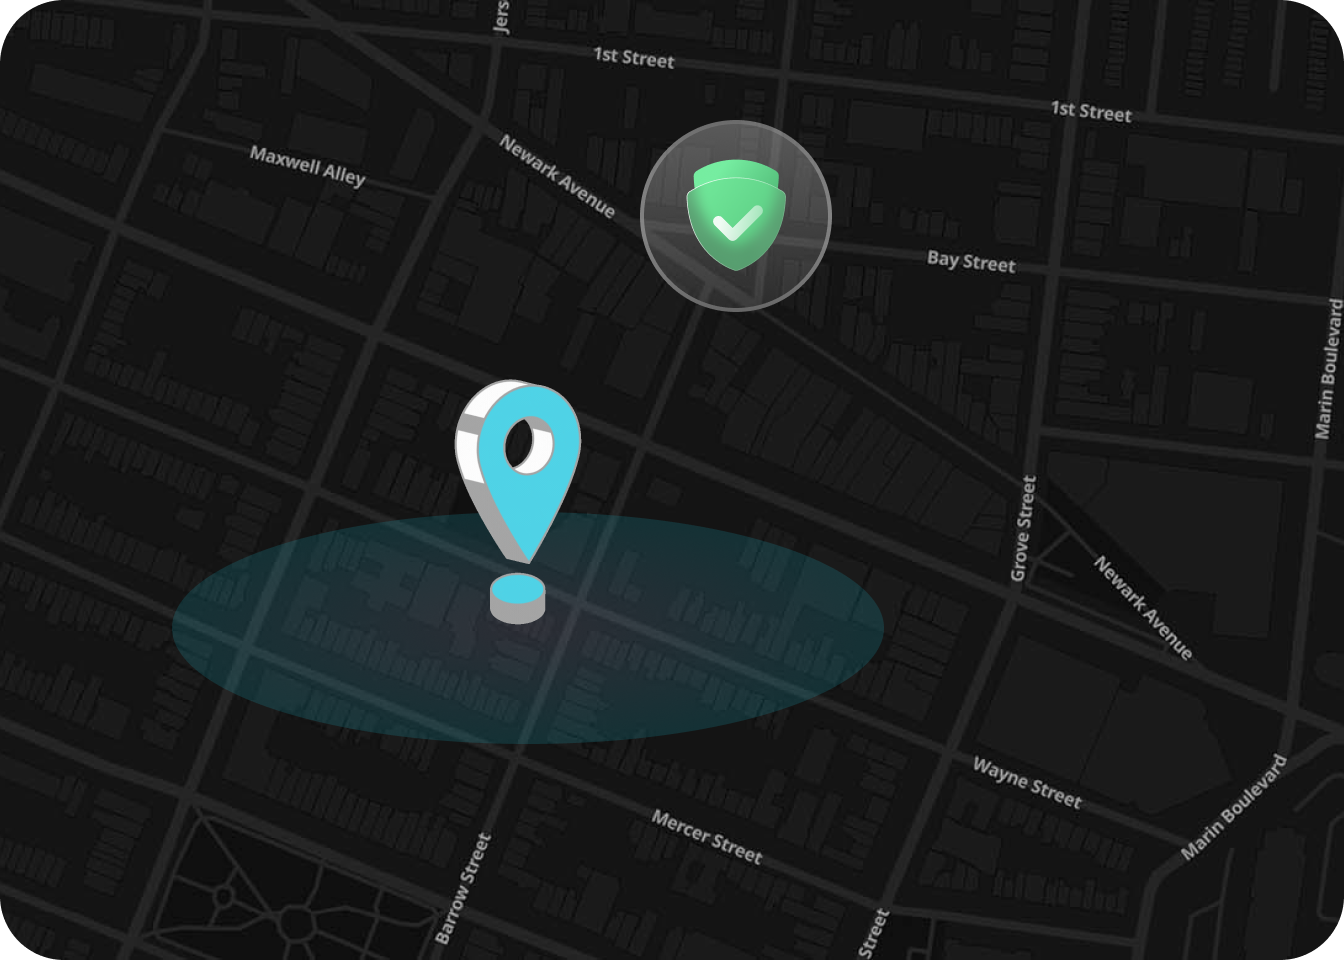 Jers
1st Street
1st Street
Newark Avenue
Maxwell Alley
Bay Street
Marin Boulevard
Grove Street
Newark Avenue
Wayne Street
Marin Boulevard
Mercer Street
Barrow Street
Street